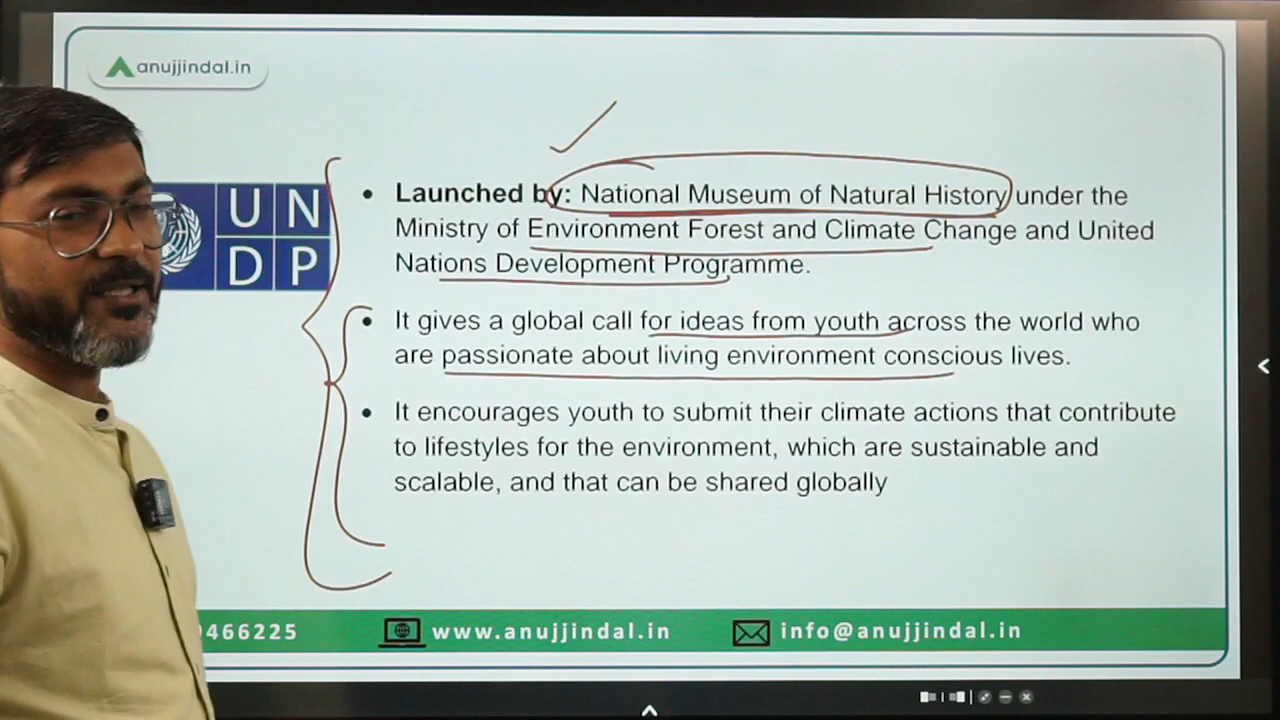 anujjindal.in
U N
D P
• Launched by: National Museum of Natural History under the
Ministry of Environment Forest and Climate Change and United
Nations Development Programme.
• It gives a global call for ideas from youth across the world who
are passionate about living environment conscious lives.
• It encourages youth to submit their climate actions that contribute
to lifestyles for the environment, which are sustainable and
scalable, and that can be shared globally
466225 www.anujjindal.in info@anujjindal.in